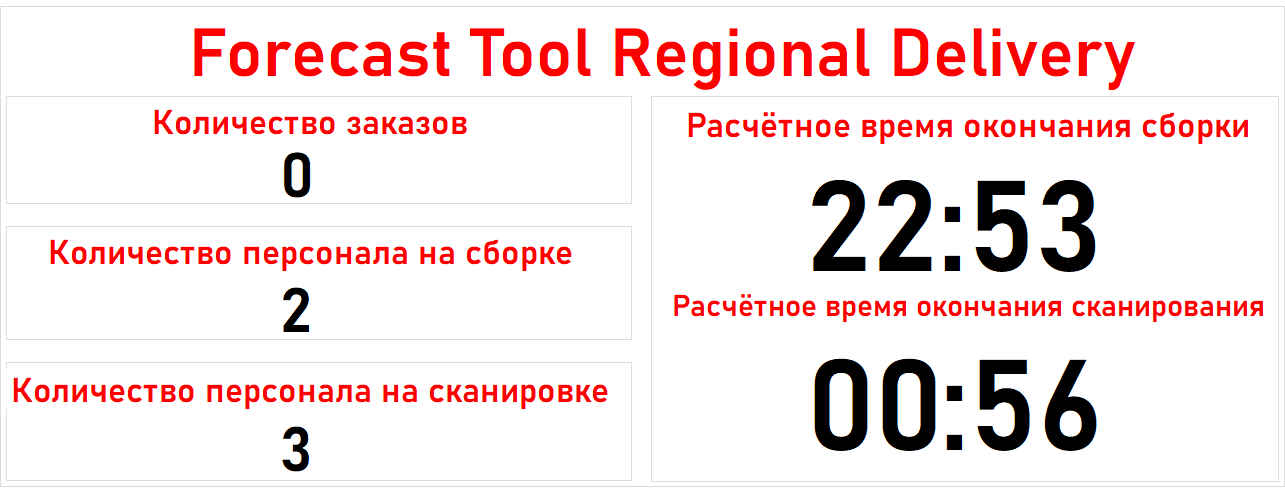 Forecast Tool Regional Delivery
Количество заказов
0
Количество персонала на сборке
2
Количество персонала на сканировке
3
Расчётное время окончания сборки
22:53
Расчётное время окончания сканирования
00:56